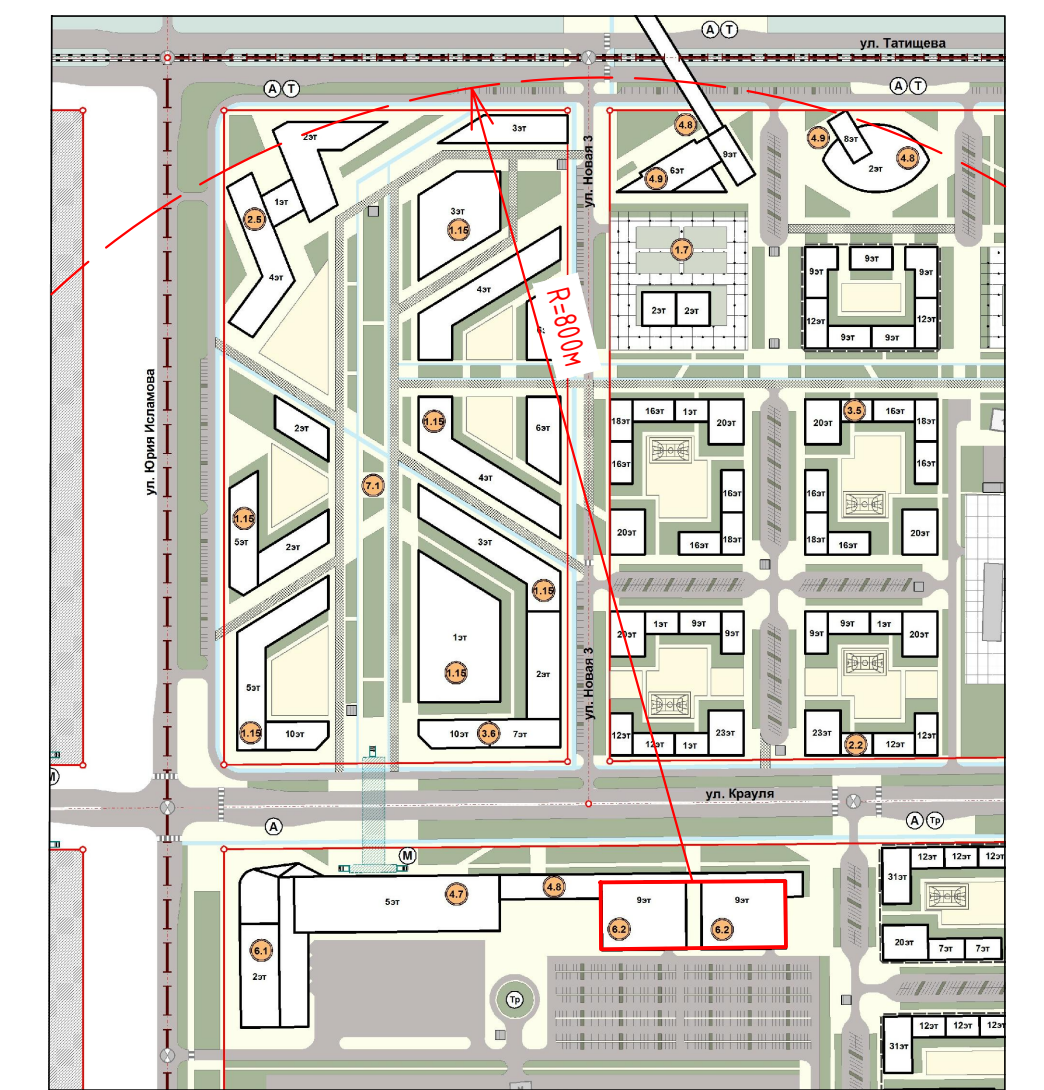 А Т
ул. Татищева
А Т
А Т
2эт
3эт
4.8
9эт
6эт
4.9
4.9
8эт
4.8
2эт
ул. Новая 3
1эт
2.5
4эт
3эт
1.15
4эт
R=800м
1.7
2эт
2эт
9эт
9эт
9эт
12эт
9эт
9эт
12эт
ул. Юрия Исламова
2эт
1.15
6эт
4эт
7.1
1.15
5эт
2эт
3эт
1.15
18эт
16эт
1эт
20эт
16эт
16эт
20эт
16эт
18эт
20эт
3.5
16эт
18эт
16эт
16эт
18эт
16эт
20эт
1эт
1.15
2эт
5эт
1.15
10эт
10эт
3.6
7эт
ул. Новая 3
20эт
1эт
9эт
9эт
12эт
12эт
1эт
23эт
9эт
9эт
1эт
20эт
23эт
2.2
12эт
12эт
М
ул. Крауля
А
А Тр
М
5эт
4.7
4.8
9эт
6.2
9эт
6.2
6.1
2эт
Тр
12эт
12эт
12эт
31эт
20эт
7эт
7эт
12эт
12эт
12эт
31эт